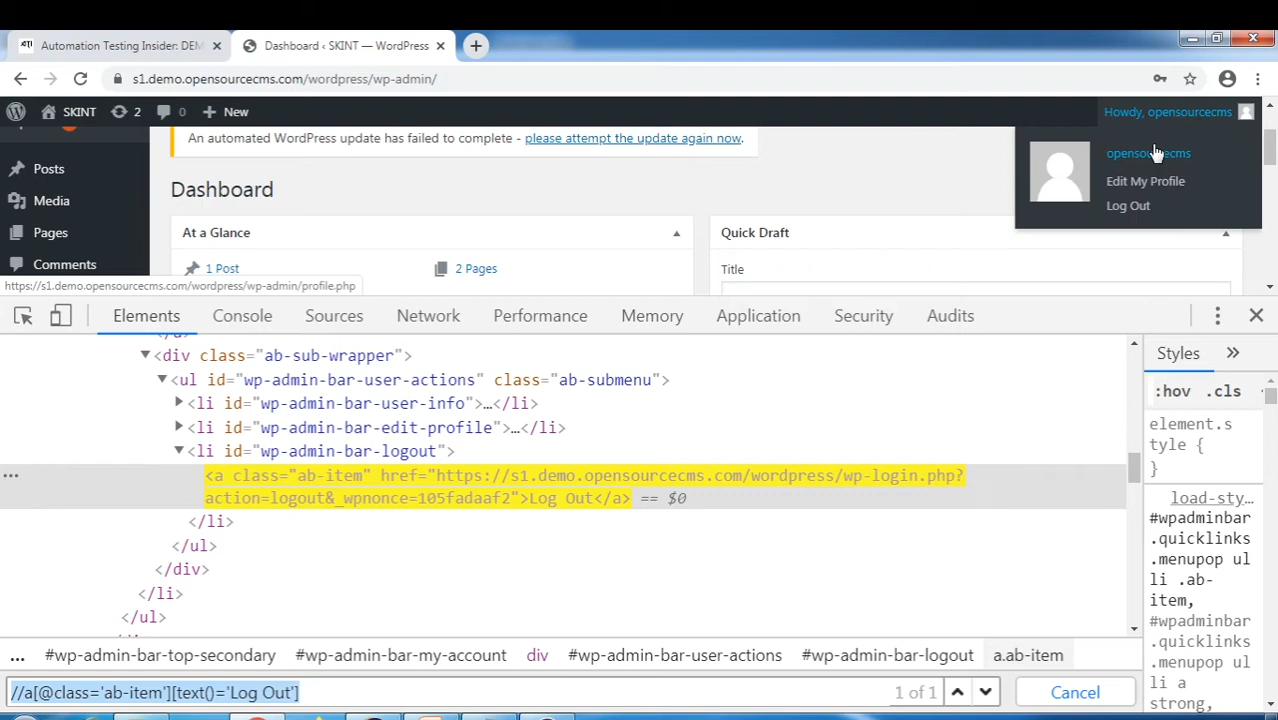 Automation Testing Insider: DEM
Dashboard ‹ SKINT — WordPress
s1.demo.opensourcecms.com/wordpress/wp-admin/
SKINT
2
0
New
Howdy, opensourcecms
An automated WordPress update has failed to complete - please attempt the update again now.
opensourcecms
Edit My Profile
Log Out
Posts
Media
Pages
Comments
Dashboard
At a Glance
Quick Draft
1 Post
2 Pages
Title
https://s1.demo.opensourcecms.com/wordpress/wp-admin/profile.php
Elements Console Sources Network Performance Memory Application Security Audits
<div class="ab-sub-wrapper">
<ul id="wp-admin-bar-user-actions" class="ab-submenu">
<li id="wp-admin-bar-user-info">…</li>
<li id="wp-admin-bar-edit-profile">…</li>
<li id="wp-admin-bar-logout">
<a class="ab-item" href="https://s1.demo.opensourcecms.com/wordpress/wp-login.php?
action=logout&_wpnonce=105fadaaf2">Log Out</a> == $0
</li>
</ul>
</div>
</li>
</ul>
Styles
:hov .cls
element.s
tyle {
}
load-sty…
#wpadminbar
.quicklinks
.menupop ul
li .ab-
item,
#wpadminbar
.quicklinks
.menupop ul
li a
strong,
... #wp-admin-bar-top-secondary #wp-admin-bar-my-account div #wp-admin-bar-user-actions #wp-admin-bar-logout a.ab-item
//a[@class='ab-item'][text()='Log Out']
1 of 1
Cancel